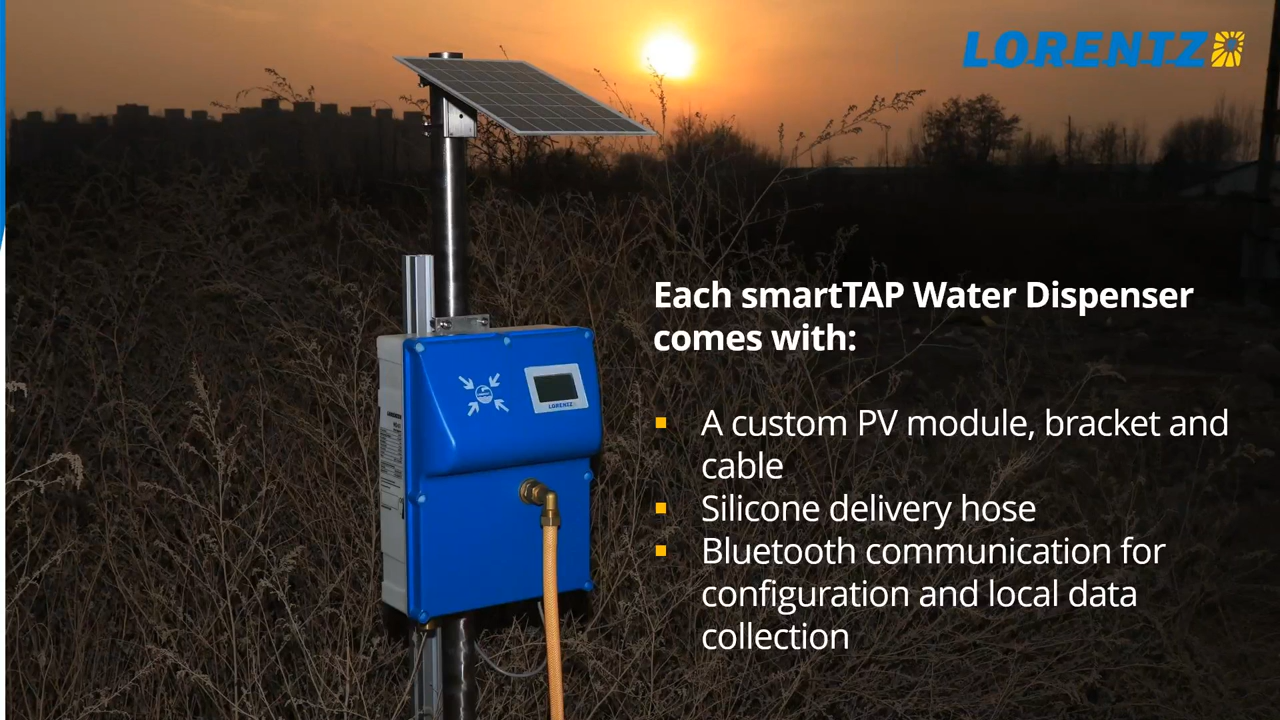 LORENTZ
Each smartTAP Water Dispenser
comes with:
A custom PV module, bracket and
cable
Silicone delivery hose
Bluetooth communication for
configuration and local data
collection
LORENTZ